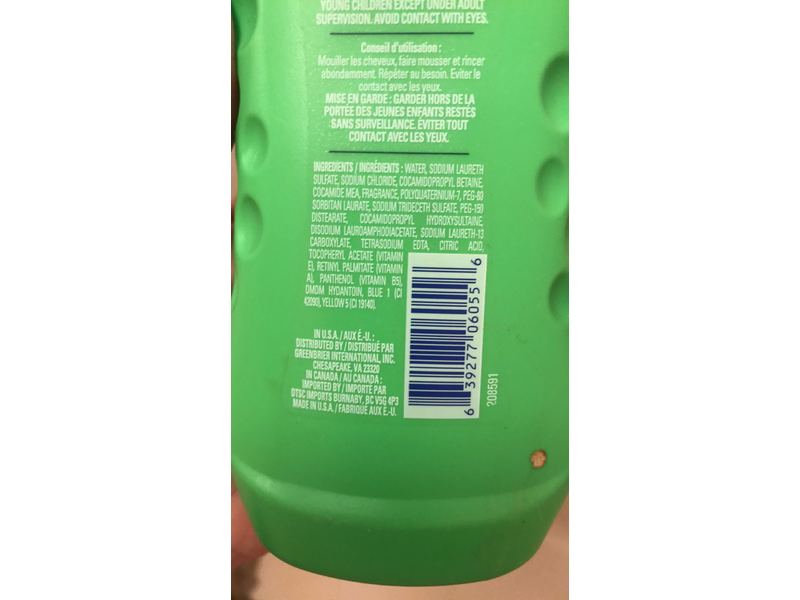 YOUNG CHILDREN EXCEPT UNDER ADULT
SUPERVISION. AVOID CONTACT WITH EYES.
Conseil d'utilisation :
Mouiller les cheveux, faire mousser et rincer
abondamment. Répéter au besoin. Éviter le
contact avec les yeux.
MISE EN GARDE : GARDER HORS DE LA
PORTÉE DES JEUNES ENFANTS RESTÉS
SANS SURVEILLANCE. ÉVITER TOUT
CONTACT AVEC LES YEUX.
INGREDIENTS / INGRÉDIENTS : WATER, SODIUM LAURETH
SULFATE, SODIUM CHLORIDE, COCAMIDOPROPYL BETAINE,
COCAMIDE MEA, FRAGRANCE, POLYQUATERNIUM-7, PEG-80
SORBITAN LAURATE, SODIUM TRIDECETH SULFATE, PEG-150
DISTEARATE, COCAMIDOPROPYL HYDROXYSULTAINE,
DISODIUM LAUROAMPHODIACETATE, SODIUM LAURETH-13
CARBOXYLATE, TETRASODIUM EDTA, CITRIC ACID,
TOCOPHERYL ACETATE (VITAMIN
E), RETINYL PALMITATE (VITAMIN
A), PANTHENOL (VITAMIN B5),
DMDM HYDANTOIN, BLUE 1 (CI
42090), YELLOW 5 (CI 19140).
IN U.S.A. / AUX É.-U. :
DISTRIBUTED BY / DISTRIBUÉ PAR
GREENBRIER INTERNATIONAL, INC.
CHESAPEAKE, VA 23320
IN CANADA / AU CANADA :
IMPORTED BY / IMPORTÉ PAR
DTSC IMPORTS BURNABY, BC V5G 4P3
MADE IN U.S.A. / FABRIQUÉ AUX É.-U.
6 39277 06055 6
208591